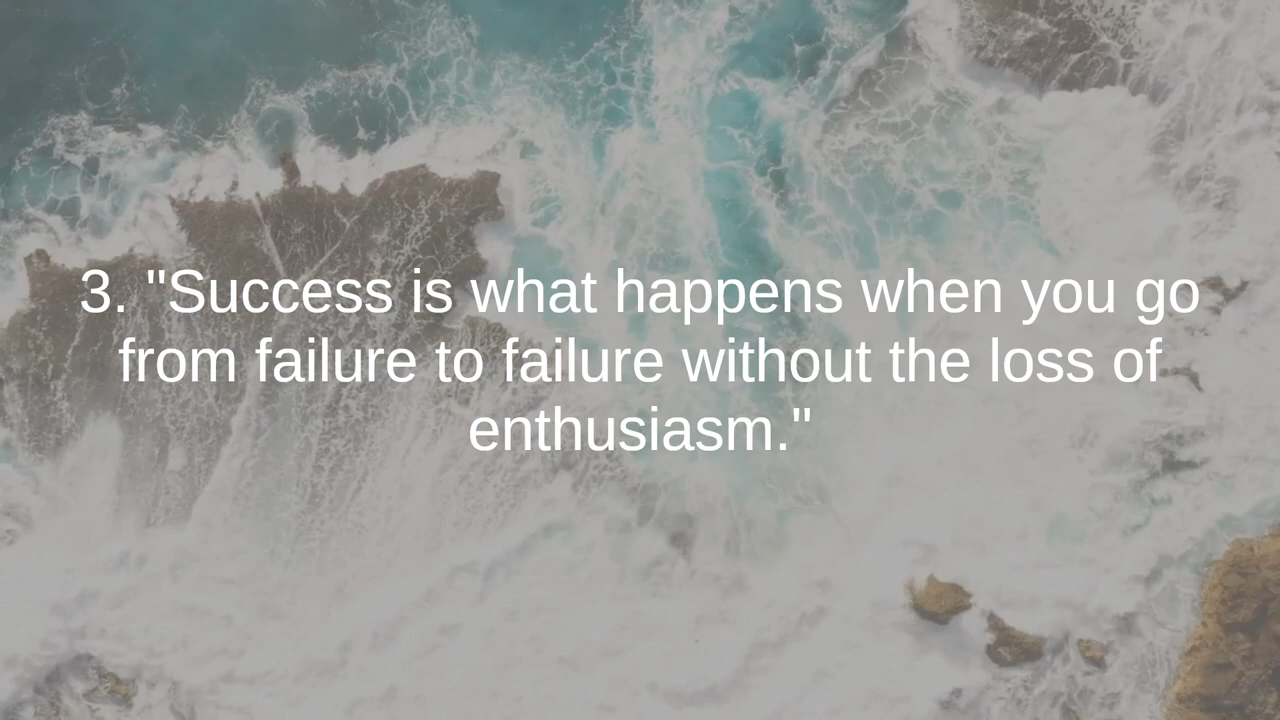 3. "Success is what happens when you go
from failure to failure without the loss of
enthusiasm."